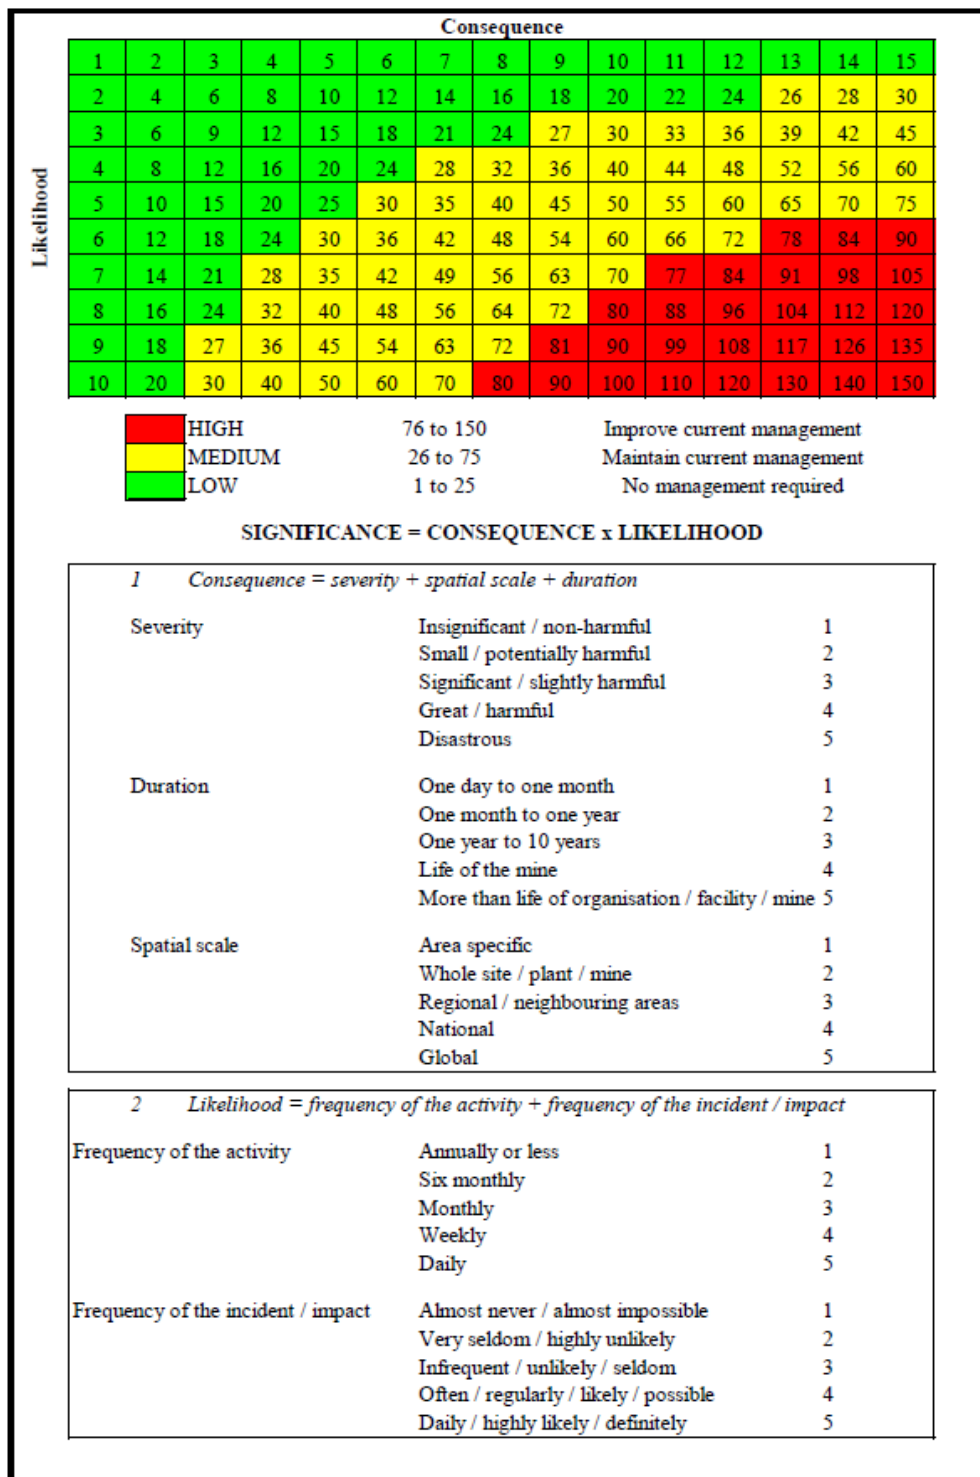 Consequence
Likelihood
1 2 3 4 5 6 7 8 9 10 11 12 13 14 15
2 4 6 8 10 12 14 16 18 20 22 24 26 28 30
3 6 9 12 15 18 21 24 27 30 33 36 39 42 45
4 8 12 16 20 24 28 32 36 40 44 48 52 56 60
5 10 15 20 25 30 35 40 45 50 55 60 65 70 75
6 12 18 24 30 36 42 48 54 60 66 72 78 84 90
7 14 21 28 35 42 49 56 63 70 77 84 91 98 105
8 16 24 32 40 48 56 64 72 80 88 96 104 112 120
9 18 27 36 45 54 63 72 81 90 99 108 117 126 135
10 20 30 40 50 60 70 80 90 100 110 120 130 140 150
HIGH 76 to 150 Improve current management
MEDIUM 26 to 75 Maintain current management
LOW 1 to 25 No management required
SIGNIFICANCE = CONSEQUENCE x LIKELIHOOD
1 Consequence = severity + spatial scale + duration
Severity Insignificant / non-harmful 1
Small / potentially harmful 2
Significant / slightly harmful 3
Great / harmful 4
Disastrous 5
Duration One day to one month 1
One month to one year 2
One year to 10 years 3
Life of the mine 4
More than life of organisation / facility / mine 5
Spatial scale Area specific 1
Whole site / plant / mine 2
Regional / neighbouring areas 3
National 4
Global 5
2 Likelihood = frequency of the activity + frequency of the incident / impact
Frequency of the activity Annually or less 1
Six monthly 2
Monthly 3
Weekly 4
Daily 5
Frequency of the incident / impact Almost never / almost impossible 1
Very seldom / highly unlikely 2
Infrequent / unlikely / seldom 3
Often / regularly / likely / possible 4
Daily / highly likely / definitely 5